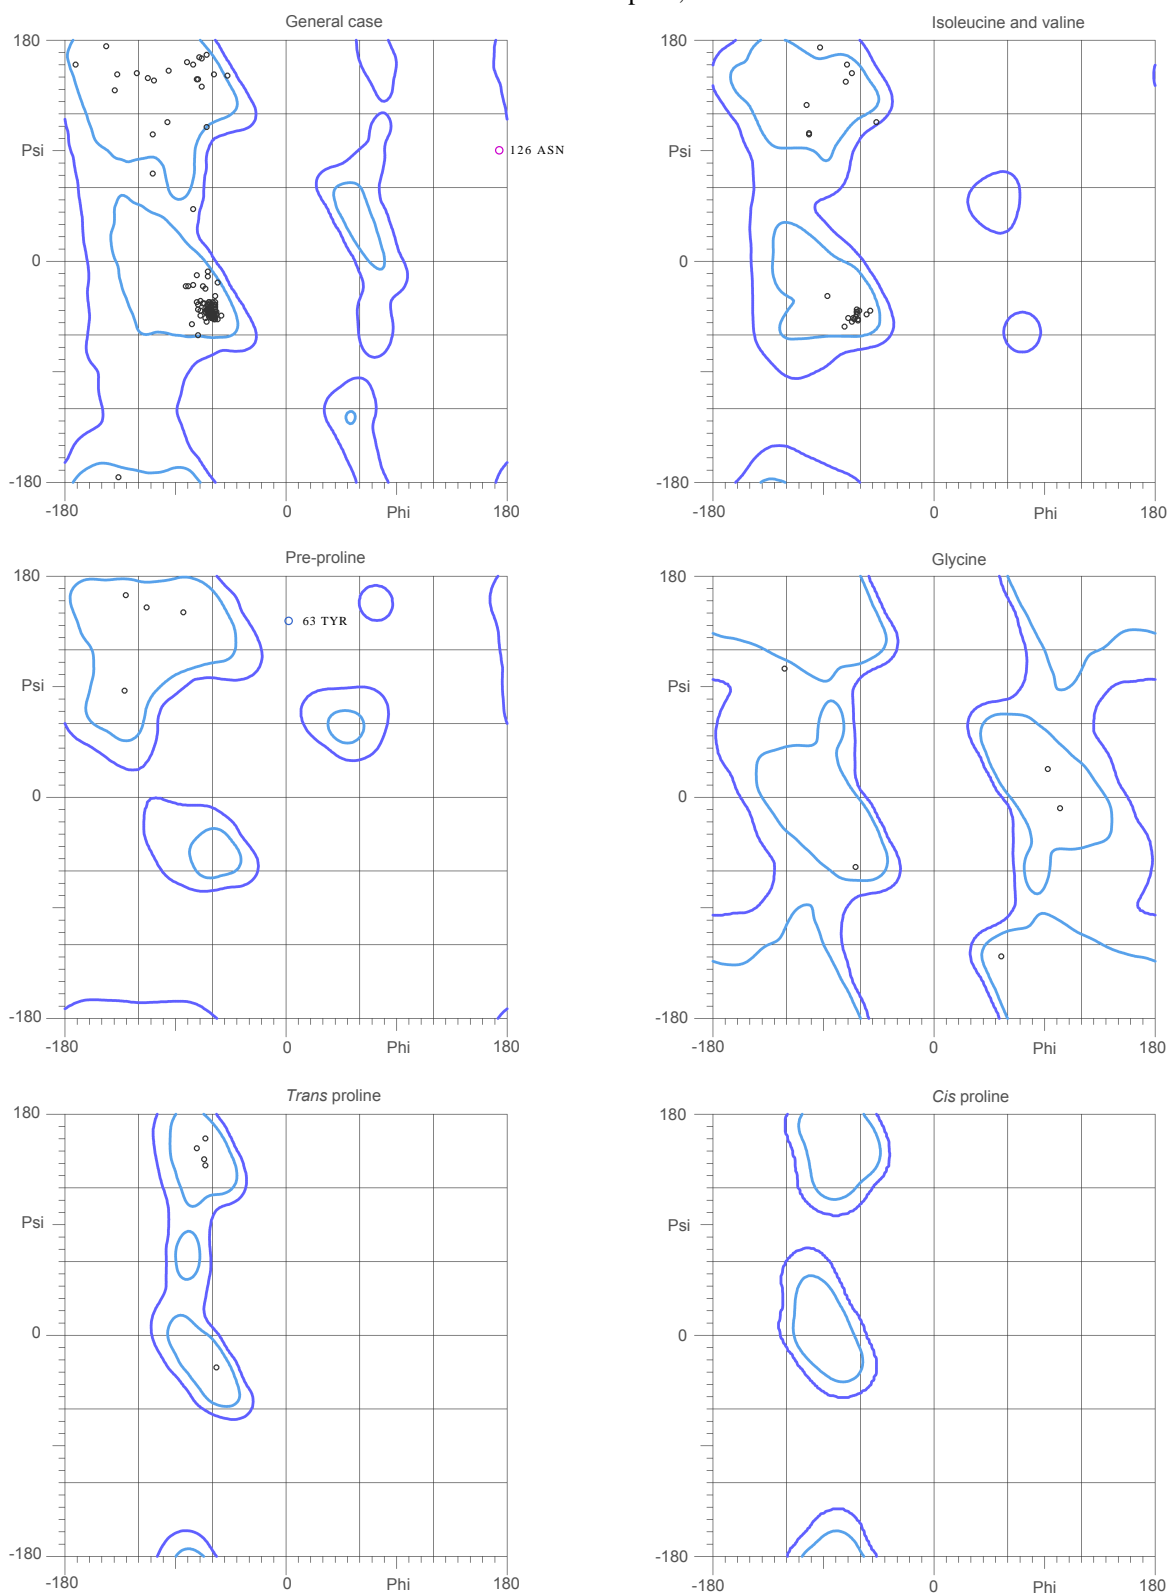 General case
180
Psi
126 ASN
0
-180
-180
0
Phi
180
Isoleucine and valine
180
Psi
0
-180
-180
0
Phi
180
Pre-proline
180
63 TYR
Psi
0
-180
-180
0
Phi
180
Glycine
180
Psi
0
-180
-180
0
Phi
180
Trans proline
180
Psi
0
-180
-180
0
Phi
180
Cis proline
180
Psi
0
-180
-180
0
Phi
180